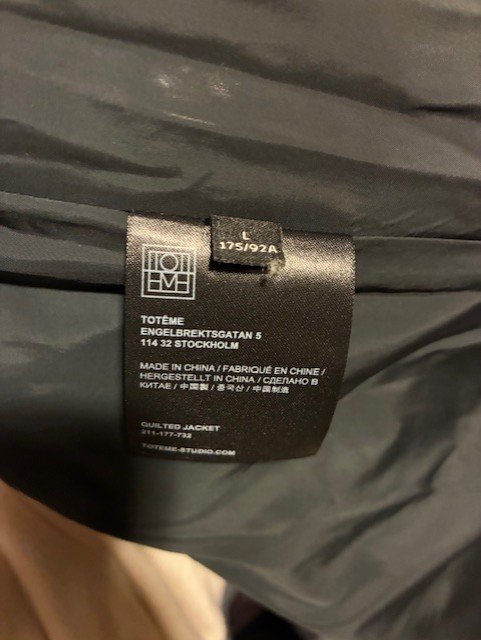 L
175/92A
TOTEME
TOTÊME
ENGELBREKTSGATAN 5
114 32 STOCKHOLM
MADE IN CHINA / FABRIQUÉ EN CHINE /
HERGESTELLT IN CHINA / СДЕЛАНО В
КИТАЕ / 中国製 / 중국산 / 中国制造
QUILTED JACKET
211-177-732
TOTEME-STUDIO.COM